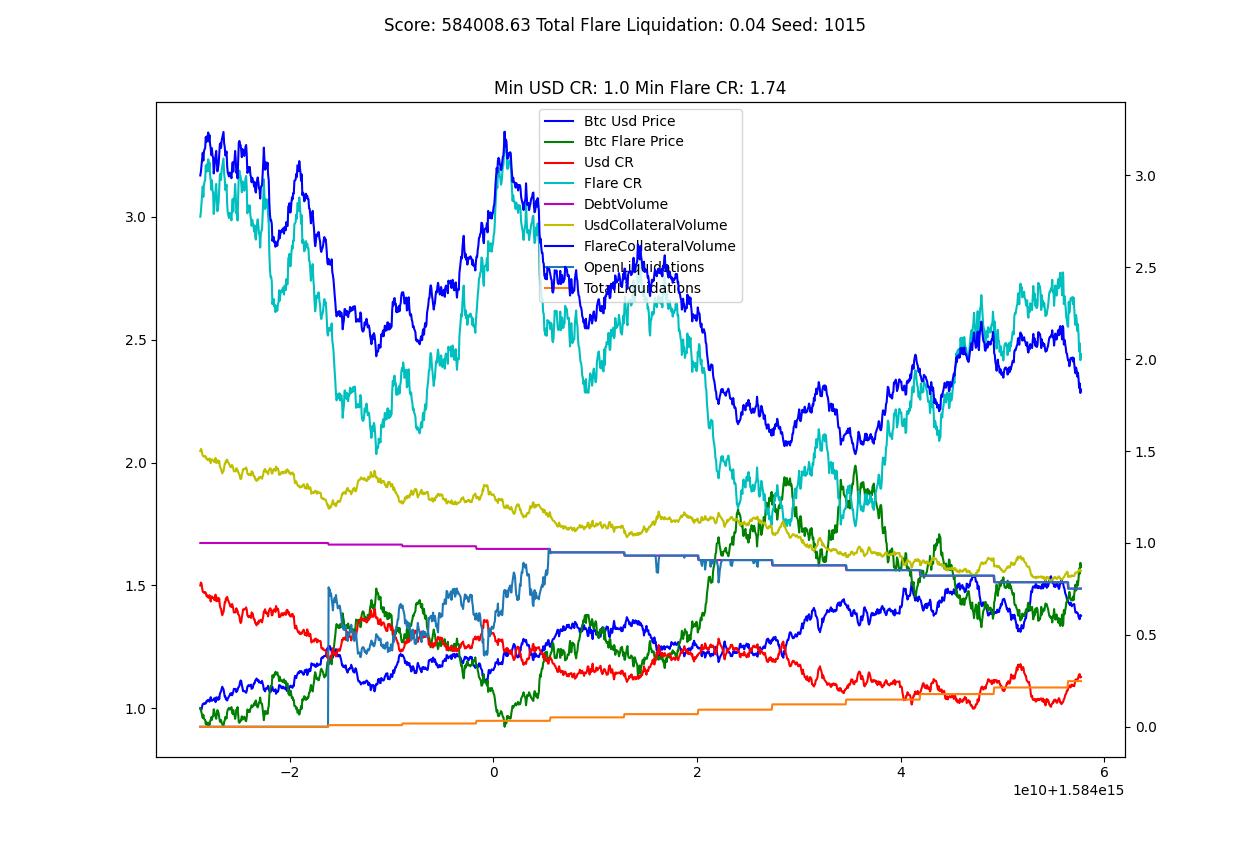 Score: 584008.63 Total Flare Liquidation: 0.04 Seed: 1015
Min USD CR: 1.0 Min Flare CR: 1.74
Btc Usd Price
Btc Flare Price
Usd CR
Flare CR
DebtVolume
UsdCollateralVolume
FlareCollateralVolume
OpenLiquidations
TotalLiquidations
3.0
2.5
2.0
1.5
1.0
3.0
2.5
2.0
1.5
1.0
0.5
0.0
−2 0 2 4 6
1e10+1.584e15